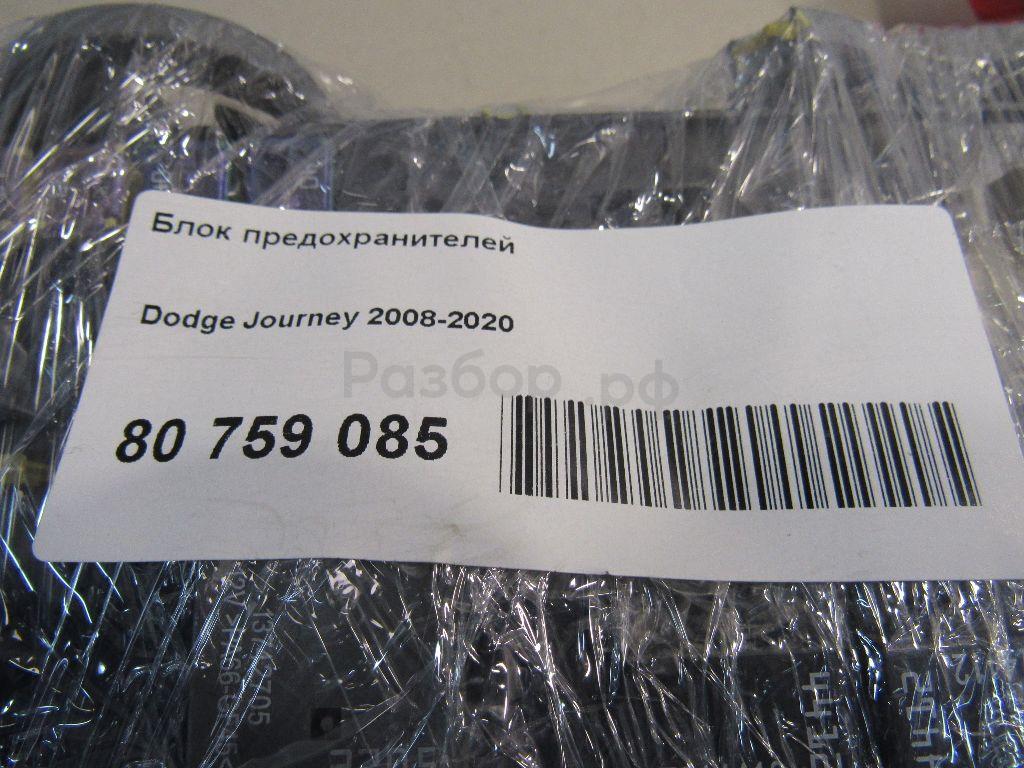 Блок предохранителей
Dodge Journey 2008-2020
Разбор.рф
80 759 085